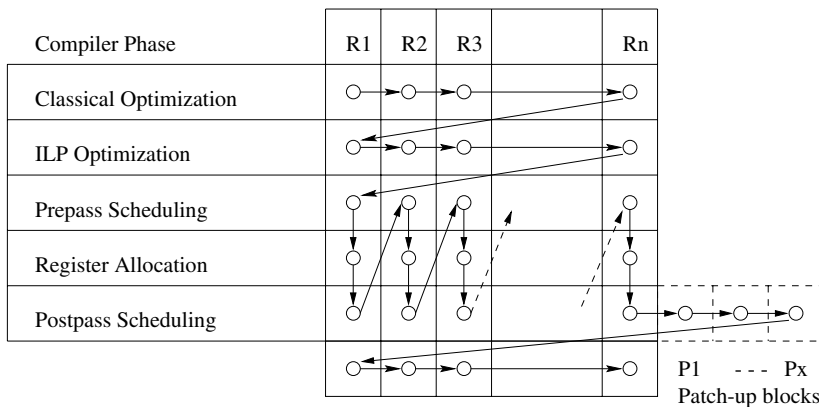 Compiler Phase R1 R2 R3 Rn
Classical Optimization
ILP Optimization
Prepass Scheduling
Register Allocation
Postpass Scheduling
P1 --- Px
Patch-up blocks